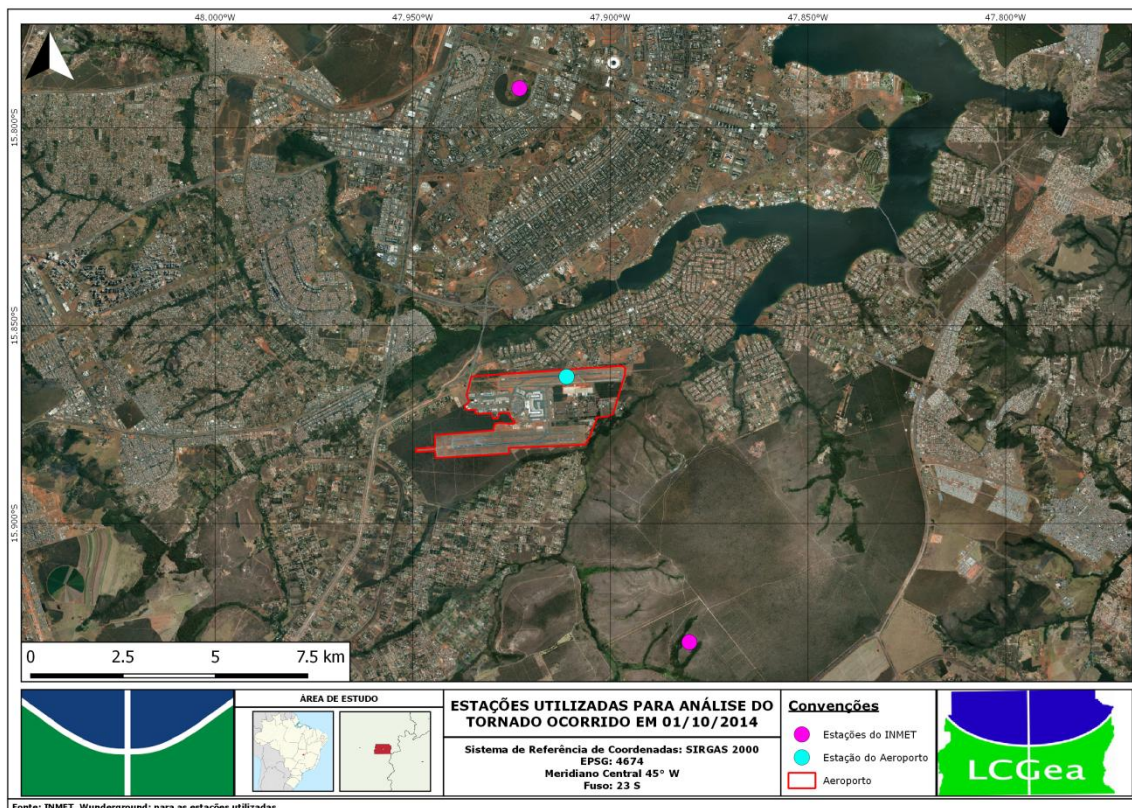 48.000°W
47.950°W
47.900°W
47.850°W
47.800°W
15.800°S
15.850°S
15.900°S
0 2.5 5 7.5 km
ÁREA DE ESTUDO
ESTAÇÕES UTILIZADAS PARA ANÁLISE DO
TORNADO OCORRIDO EM 01/10/2014
Sistema de Referência de Coordenadas: SIRGAS 2000
EPSG: 4674
Meridiano Central 45° W
Fuso: 23 S
Convenções
Estações do INMET
Estação do Aeroporto
Aeroporto
LCGea
Fonte: INMET, Wunderground: para as estações utilizadas